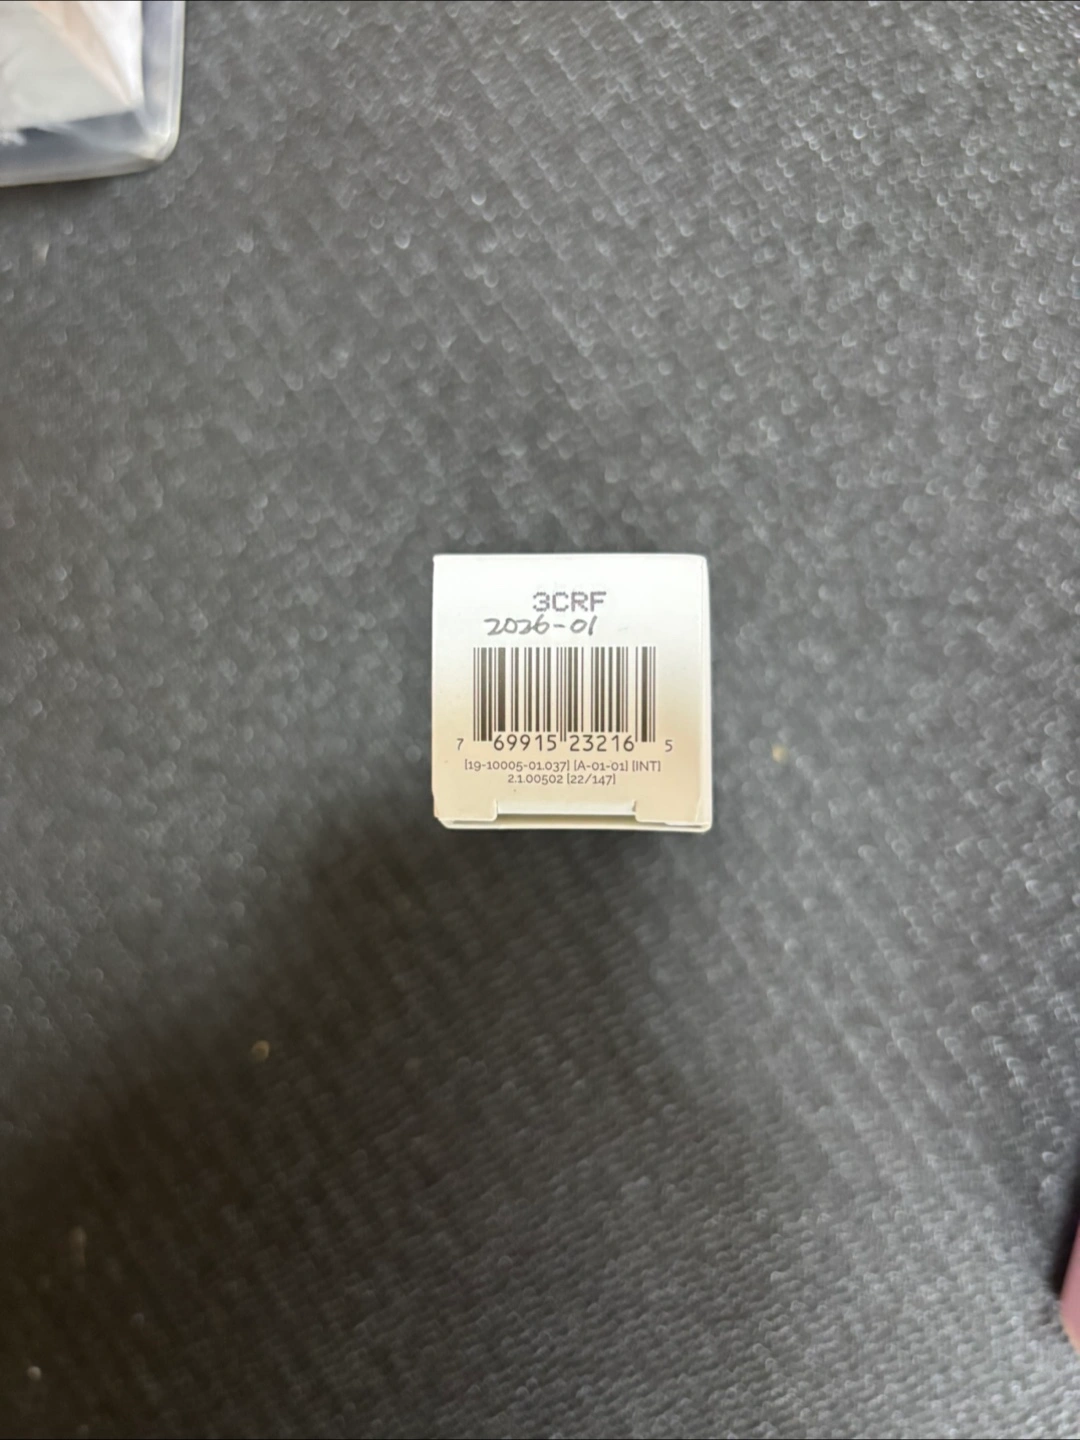 3CRF
2026-01
7 69915 23216 5
[19-10005-01.037] [A-01-01] [INT]
2.1.00502 [22/147]